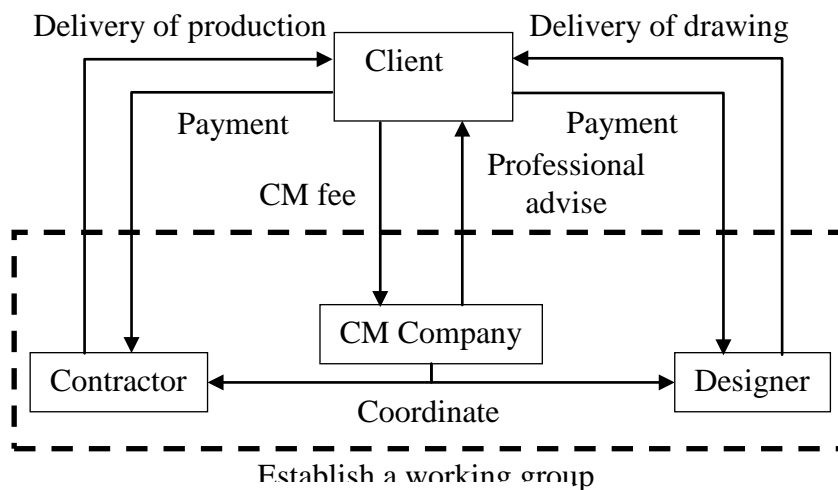 Delivery of production
Delivery of drawing
Client
Payment
Payment
CM fee
Professional
advise
CM Company
Contractor
Designer
Coordinate
Establish a working group